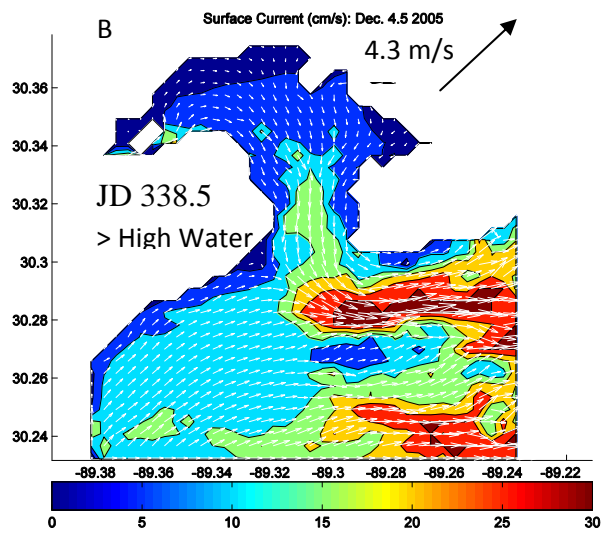 Surface Current (cm/s): Dec. 4.5 2005
B
4.3 m/s
30.36
30.34
JD 338.5
30.32
> High Water
30.3
30.28
30.26
30.24
-89.38 -89.36 -89.34 -89.32 -89.3 -89.28 -89.26 -89.24 -89.22
0 5 10 15 20 25 30